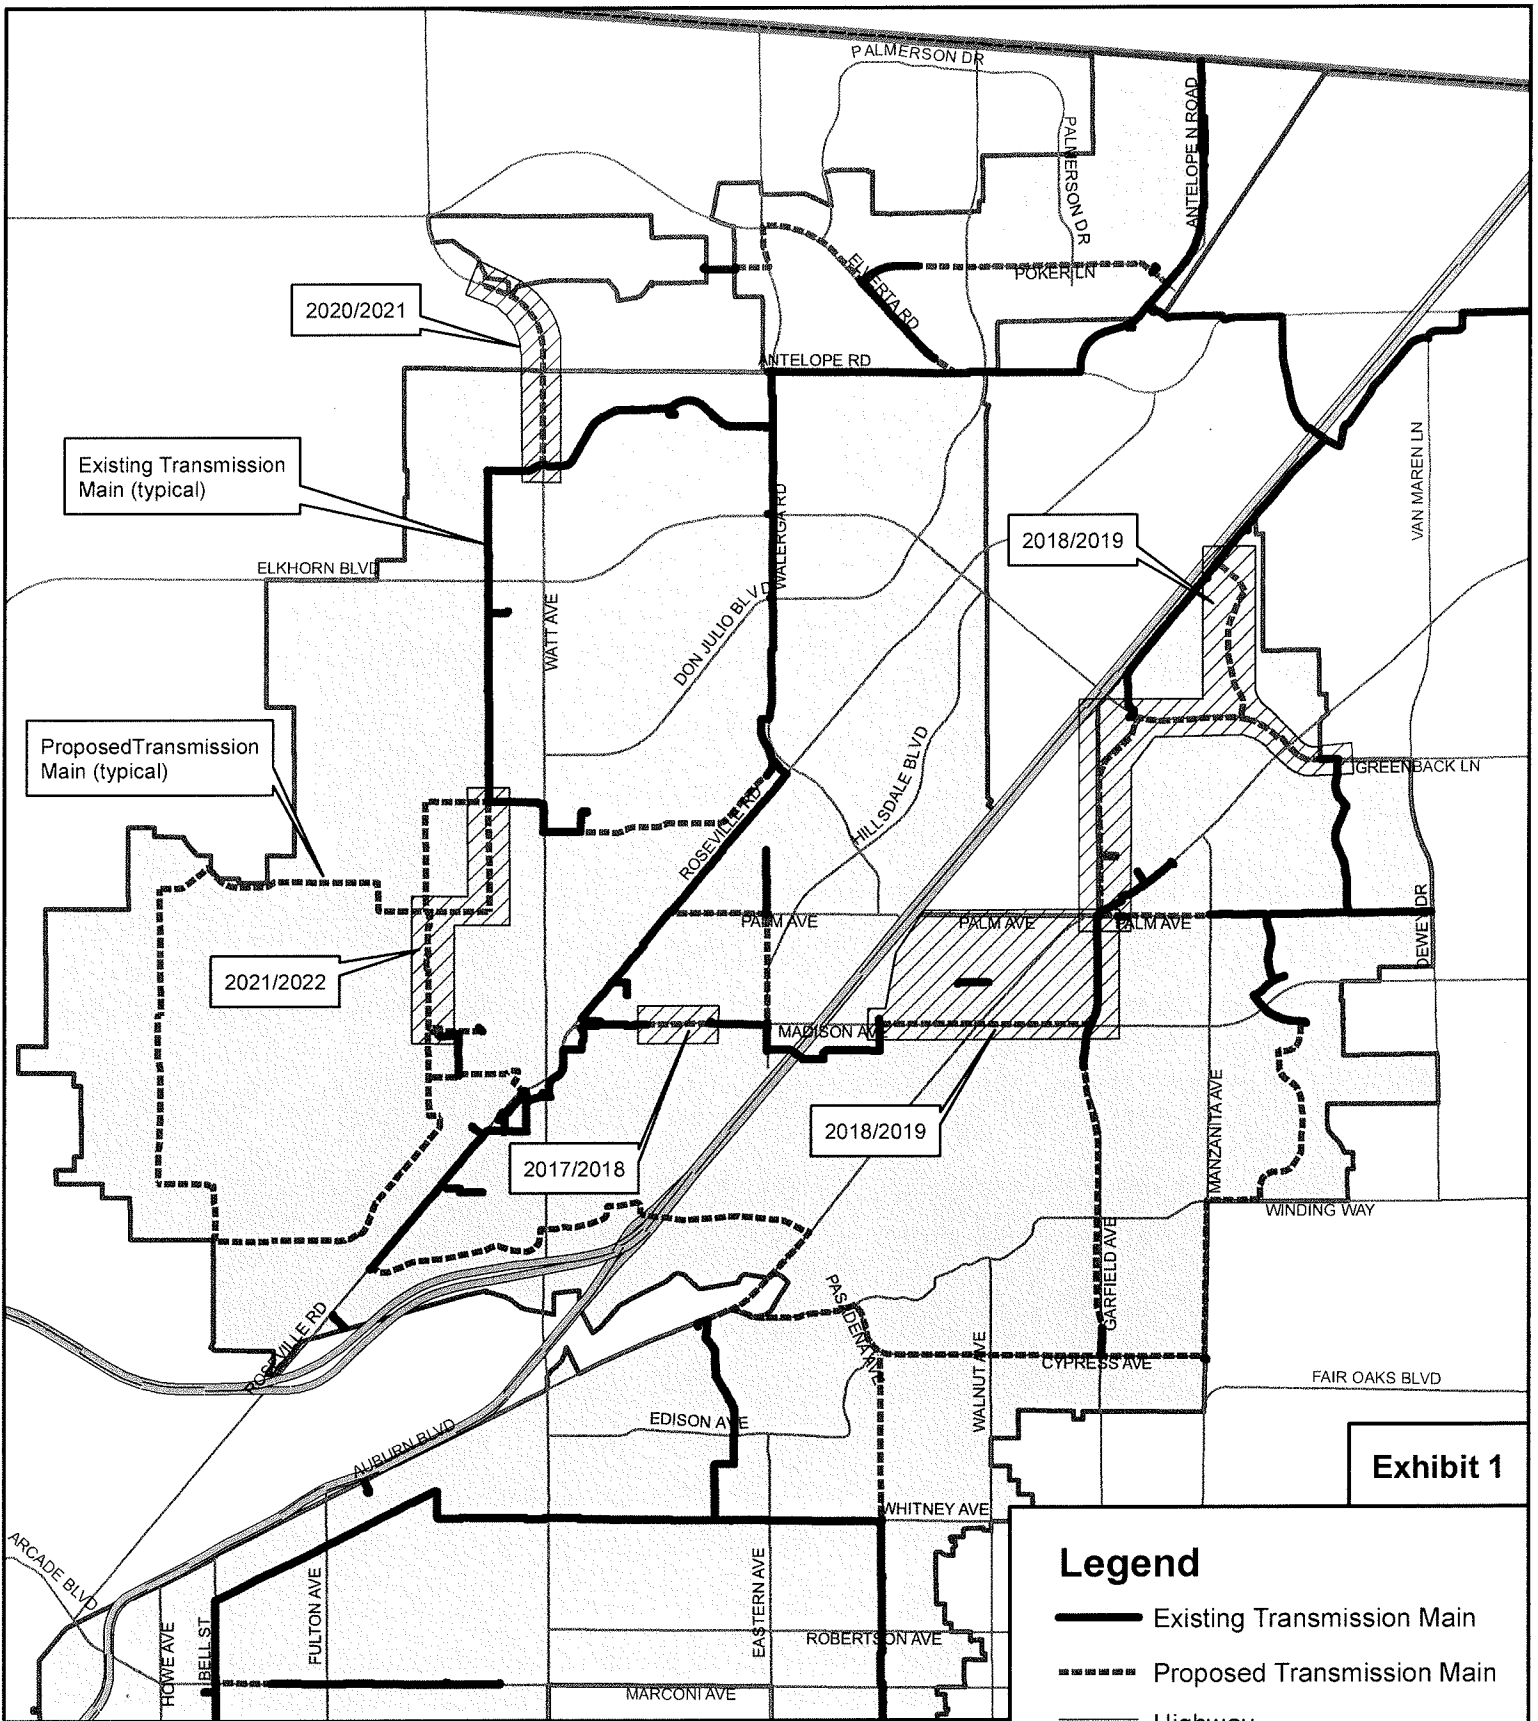 PALMERSON DR
ANTELOPE N ROAD
PALMERSON DR
ELVERTA RD
POKER LN
2020/2021
ANTELOPE RD
Existing Transmission
Main (typical)
VAN MAREN LN
WALERGA RD
2018/2019
ELKHORN BLVD
WATT AVE
DON JULIO BLVD
ProposedTransmission
Main (typical)
HILLSDALE BLVD
GREENBACK LN
ROSEVILLE RD
PALM AVE
PALM AVE
PALM AVE
DEWEY DR
2021/2022
MADISON AVE
2017/2018
2018/2019
MANZANITA AVE
WINDING WAY
GARFIELD AVE
PASADENA AVE
ROSEVILLE RD
WALNUT AVE
CYPRESS AVE
FAIR OAKS BLVD
EDISON AVE
AUBURN BLVD
Exhibit 1
WHITNEY AVE
ARCADE BLVD
HOWE AVE
BELL ST
FULTON AVE
EASTERN AVE
ROBERTSON AVE
MARCONI AVE
Legend
Existing Transmission Main
Proposed Transmission Main
Highway